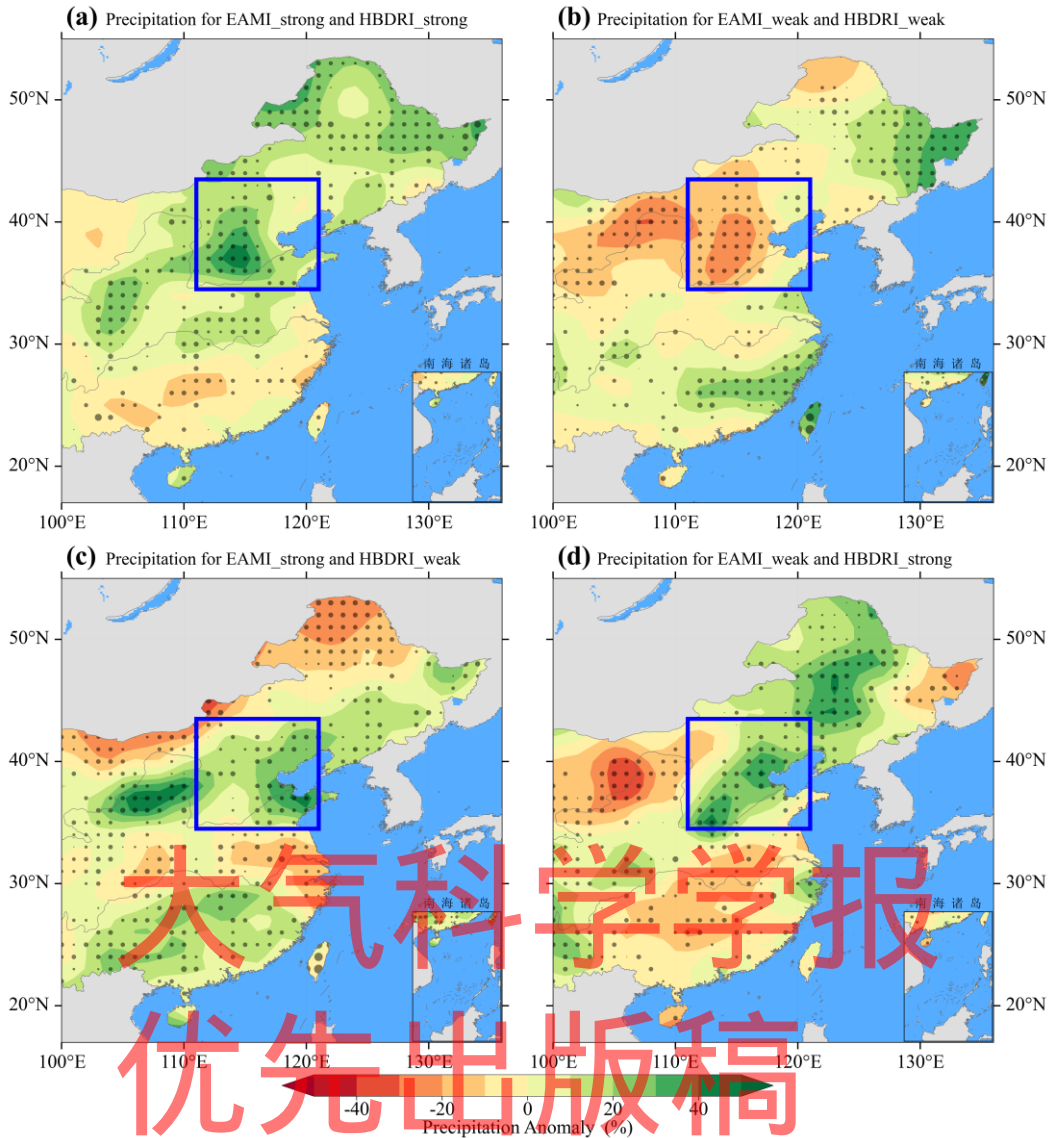 (a) Precipitation for EAMI_strong and HBDRI_strong
(b) Precipitation for EAMI_weak and HBDRI_weak
50°N
40°N
30°N
20°N
50°N
40°N
30°N
20°N
南海诸岛
南海诸岛
100°E 110°E 120°E 130°E
100°E 110°E 120°E 130°E
(c) Precipitation for EAMI_strong and HBDRI_weak
(d) Precipitation for EAMI_weak and HBDRI_strong
50°N
40°N
30°N
20°N
50°N
40°N
30°N
20°N
南海诸岛
南海诸岛
100°E 110°E 120°E 130°E
100°E 110°E 120°E 130°E
大气科学学报
优先出版稿
-40 -20 0 20 40
Precipitation Anomaly (%)